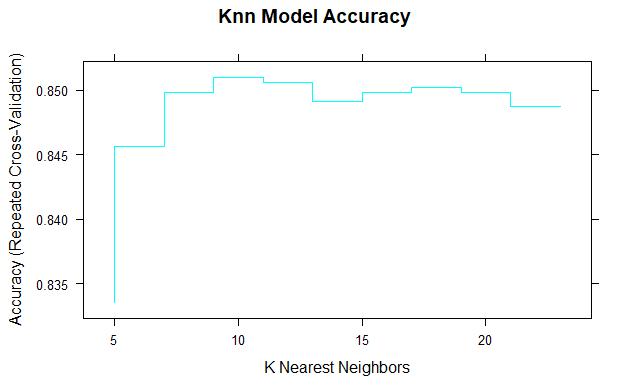 Knn Model Accuracy
Accuracy (Repeated Cross-Validation)
0.850
0.845
0.840
0.835
5 10 15 20
K Nearest Neighbors